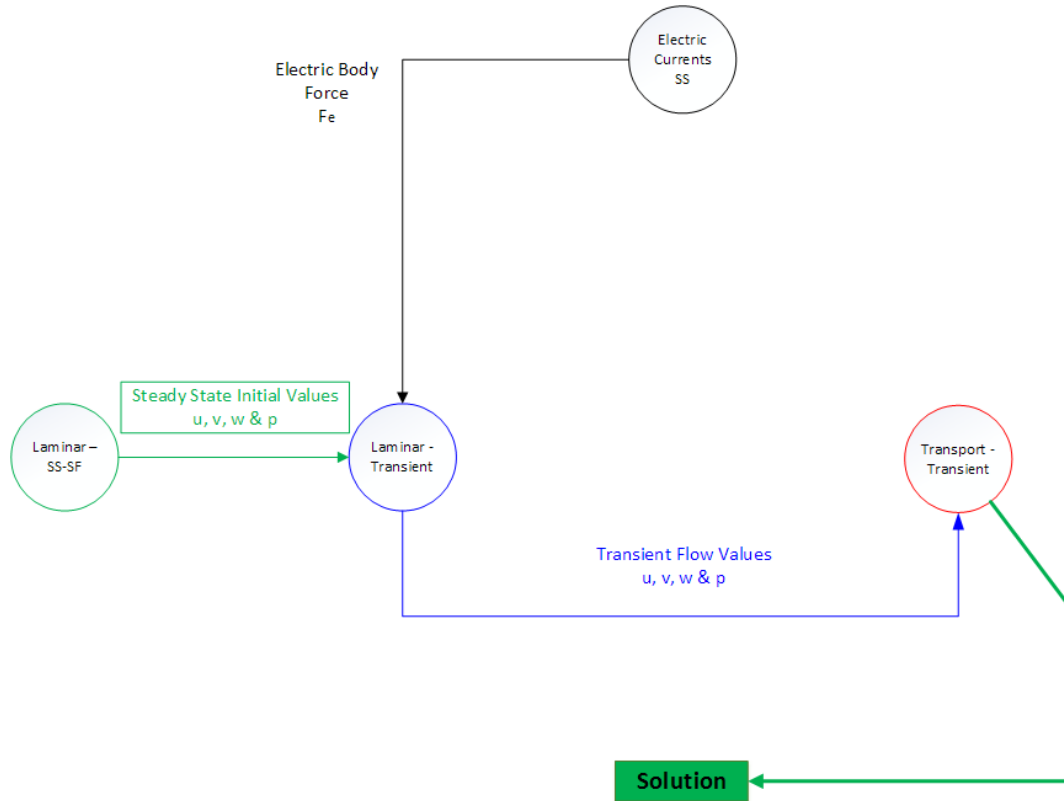 Electric
Currents
SS
Electric Body
Force
Fe
Steady State Initial Values
u, v, w & p
Laminar –
SS-SF
Laminar -
Transient
Transport -
Transient
Transient Flow Values
u, v, w & p
Solution